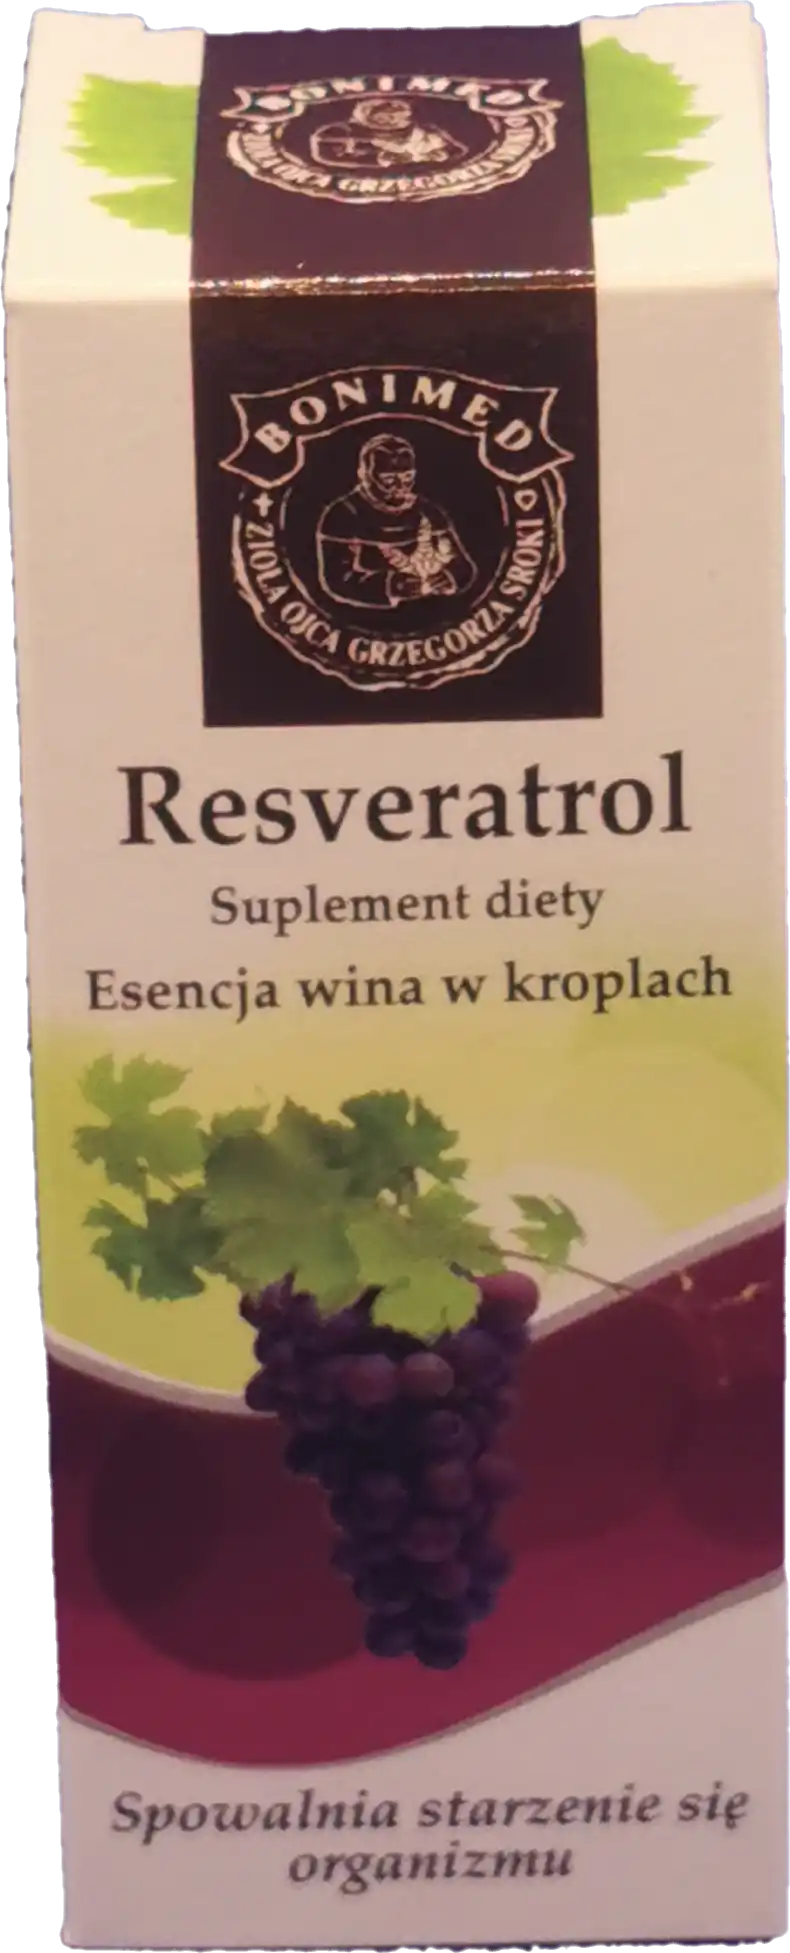 BONIMED
ZIOŁA OJCA GRZEGORZA SROKI
BONIMED
ZIOŁA OJCA GRZEGORZA SROKI
Resveratrol
Suplement diety
Esencja wina w kroplach
Spowalnia starzenie się
organizmu